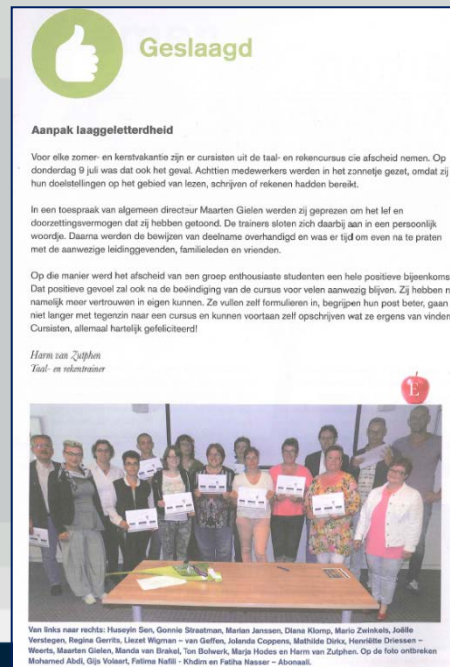 Geslaagd
Aanpak laaggeletterdheid
Voor elke zomer- en kerstvakantie zijn er cursisten uit de taal- en rekencursus die afscheid nemen. Op
donderdag 9 juli was dat ook het geval. Achttien medewerkers werden in het zonnetje gezet, omdat zij
hun doelstellingen op het gebied van lezen, schrijven of rekenen hadden bereikt.
In een toespraak van algemeen directeur Maarten Gielen werden zij geprezen om het lef en
doorzettingsvermogen dat zij hebben getoond. De trainers sloten zich daarbij aan in een persoonlijk
woordje. Daarna werden de bewijzen van deelname overhandigd en was er tijd om even na te praten
met de aanwezige leidinggevenden, familieleden en vrienden.
Op die manier werd het afscheid van een groep enthousiaste studenten een hele positieve bijeenkoms
Dat positieve gevoel zal ook na de beëindiging van de cursus voor velen aanwezig blijven. Zij hebben n
namelijk meer vertrouwen in eigen kunnen. Ze vullen zelf formulieren in, begrijpen hun post beter, gaan
niet langer met tegenzin naar een cursus en kunnen voortaan zelf opschrijven wat ze ergens van vinden
Cursisten, allemaal hartelijk gefeliciteerd!
Harm van Zutphen
Taal- en rekentrainer
E
Van links naar rechts: Huseyin Sen, Gonnie Straatman, Marian Janssen, Diana Klomp, Mario Zwinkels, Joëlle
Verstegen, Regina Gerrits, Liezet Wigman – van Geffen, Jolanda Coppens, Mathilde Dirkx, Henriëtte Driessen –
Weerts, Maarten Gielen, Manda van Brakel, Ton Bolwerk, Marja Hodes en Harm van Zutphen. Op de foto ontbreken
Mohamed Abdi, Gijs Volaert, Fatima Nafili - Khdim en Fatiha Nasser – Abonaali.